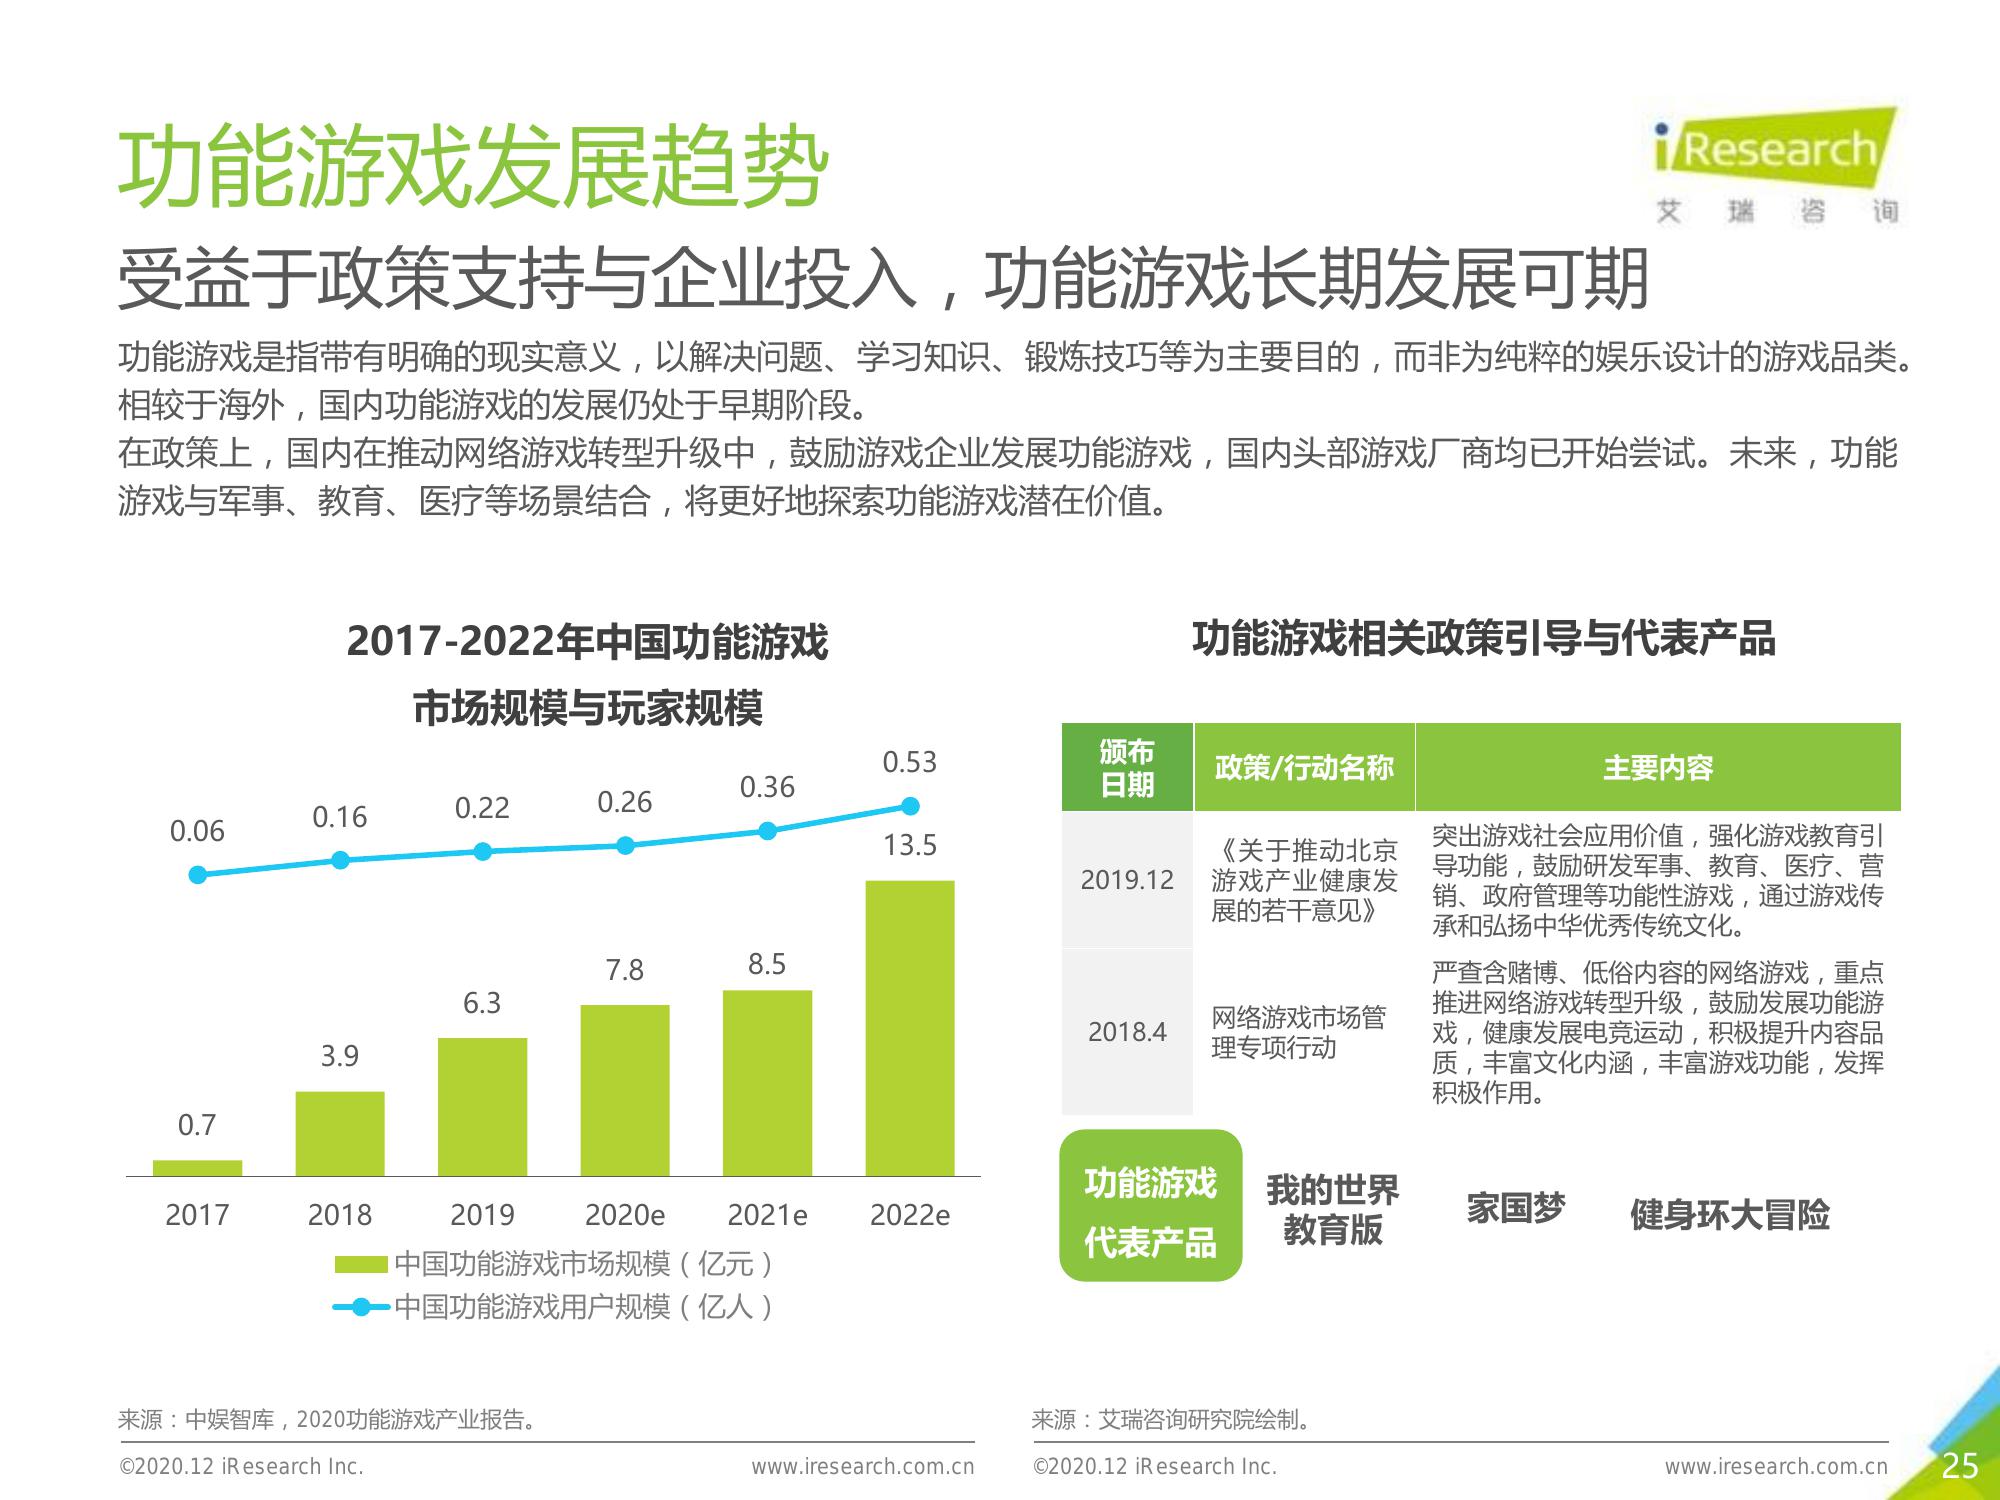 功能游戏发展趋势
iResearch
艾瑞咨询
受益于政策支持与企业投入，功能游戏长期发展可期
功能游戏是指带有明确的现实意义，以解决问题、学习知识、锻炼技巧等为主要目的，而非为纯粹的娱乐设计的游戏品类。
相较于海外，国内功能游戏的发展仍处于早期阶段。
在政策上，国内在推动网络游戏转型升级中，鼓励游戏企业发展功能游戏，国内头部游戏厂商均已开始尝试。未来，功能
游戏与军事、教育、医疗等场景结合，将更好地探索功能游戏潜在价值。
2017-2022年中国功能游戏
市场规模与玩家规模
0.06 0.16 0.22 0.26 0.36 0.53
0.7 3.9 6.3 7.8 8.5 13.5
2017 2018 2019 2020e 2021e 2022e
中国功能游戏市场规模（亿元）
中国功能游戏用户规模（亿人）
功能游戏相关政策引导与代表产品
颁布
日期
政策/行动名称
主要内容
2019.12
《关于推动北京
游戏产业健康发
展的若干意见》
突出游戏社会应用价值，强化游戏教育引
导功能，鼓励研发军事、教育、医疗、营
销、政府管理等功能性游戏，通过游戏传
承和弘扬中华优秀传统文化。
2018.4
网络游戏市场管
理专项行动
严查含赌博、低俗内容的网络游戏，重点
推进网络游戏转型升级，鼓励发展功能游
戏，健康发展电竞运动，积极提升内容品
质，丰富文化内涵，丰富游戏功能，发挥
积极作用。
功能游戏
代表产品
我的世界
教育版
家国梦
健身环大冒险
来源：中娱智库，2020功能游戏产业报告。
©2020.12 iResearch Inc.
www.iresearch.com.cn
来源：艾瑞咨询研究院绘制。
©2020.12 iResearch Inc.
www.iresearch.com.cn
25